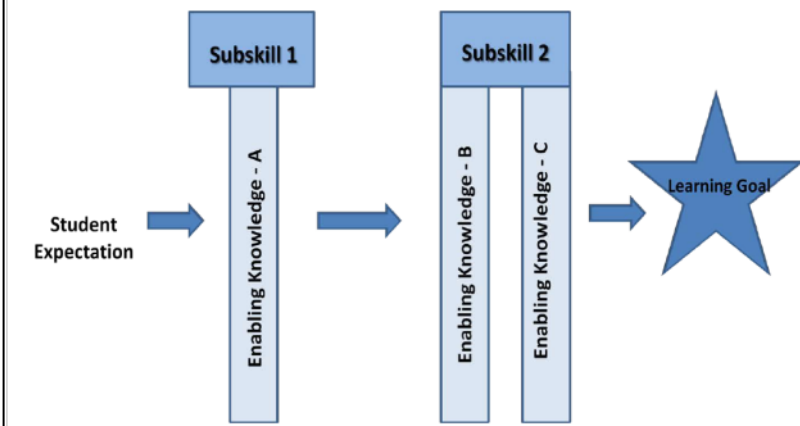 Subskill 1
Subskill 2
Student
Expectation
Enabling Knowledge - A
Enabling Knowledge - B
Enabling Knowledge - C
Learning Goal